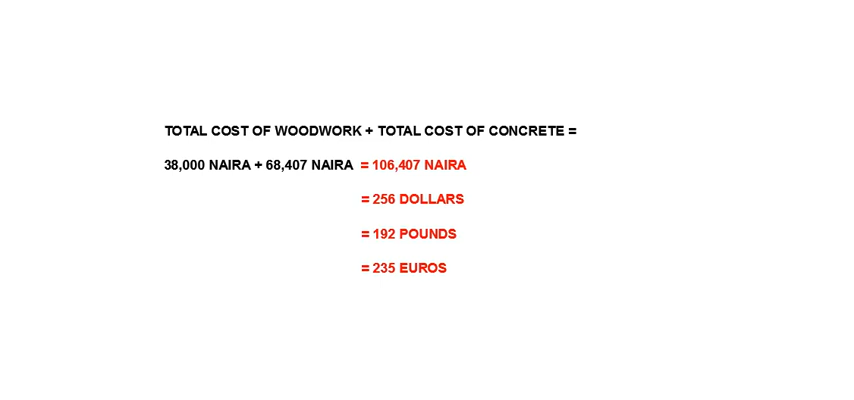 TOTAL COST OF WOODWORK + TOTAL COST OF CONCRETE =
38,000 NAIRA + 68,407 NAIRA = 106,407 NAIRA
= 256 DOLLARS
= 192 POUNDS
= 235 EUROS